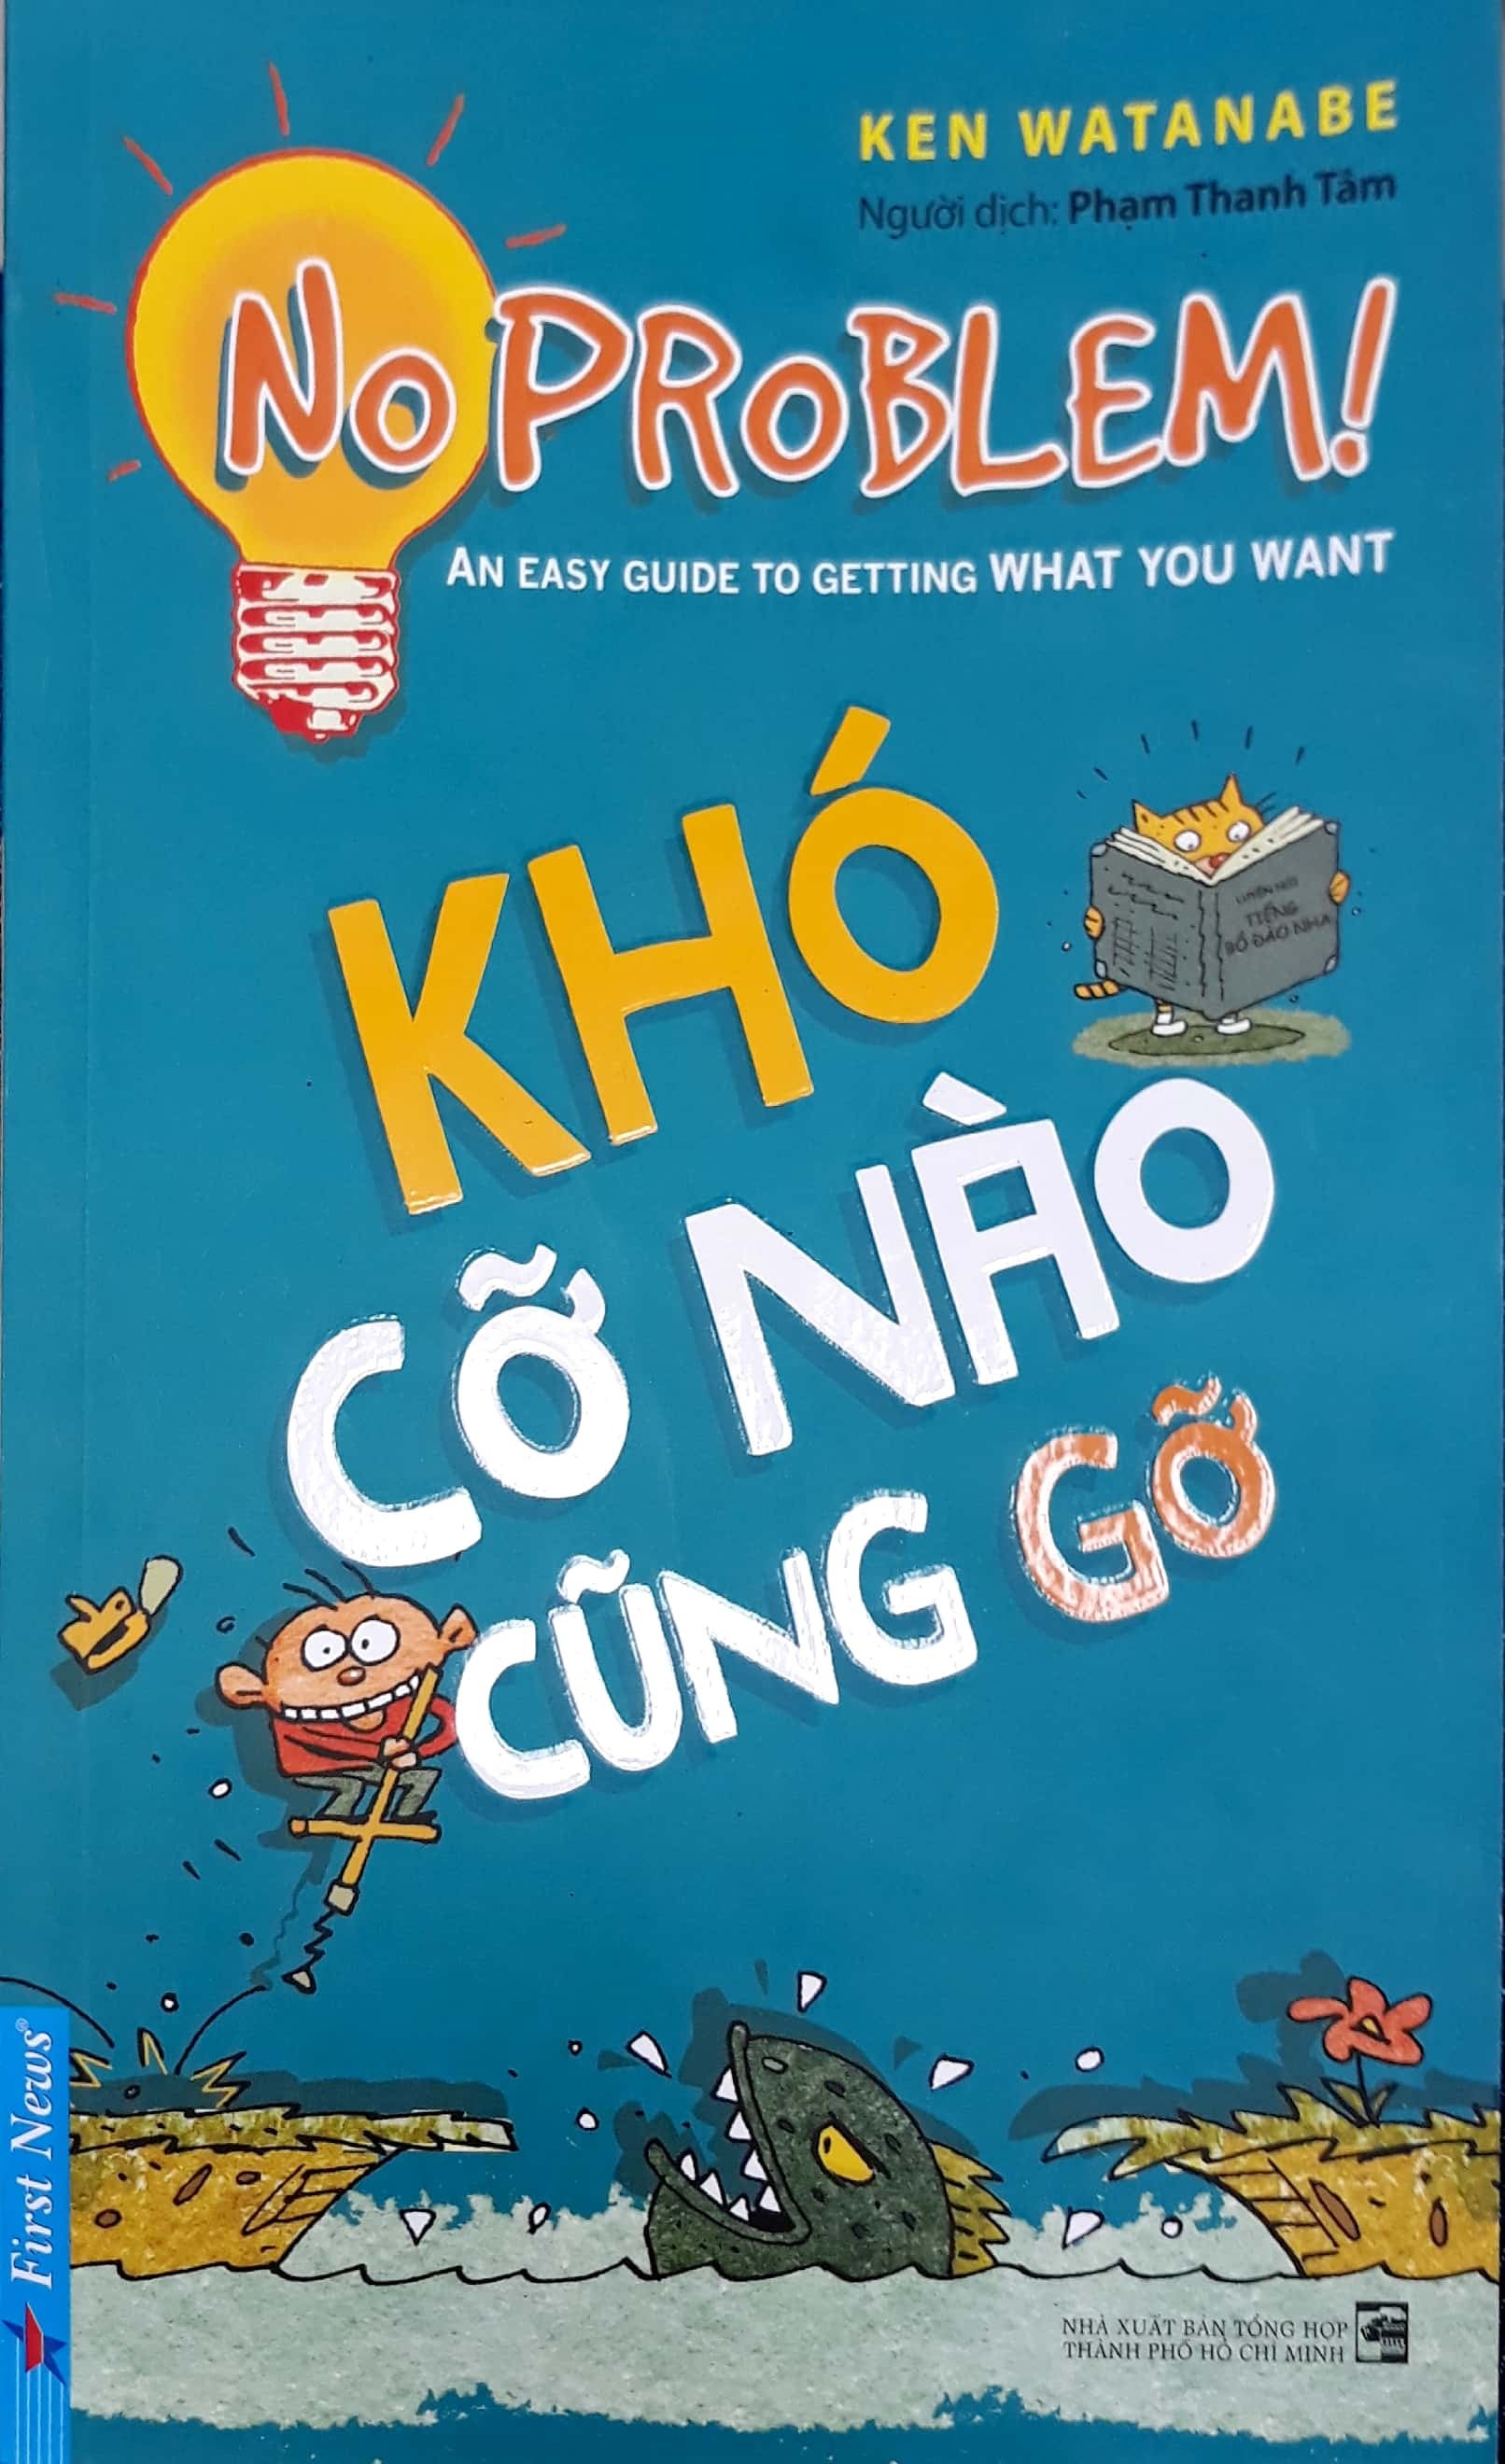 KEN WATANABE
Người dịch: Phạm Thanh Tâm
NO PROBLEM!
AN EASY GUIDE TO GETTING WHAT YOU WANT
KHÓ
LUYỆN NÓI
TIẾNG
BỒ ĐÀO NHA
CỠ NÀO
CŨNG GỠ
First News®
NHÀ XUẤT BẢN TỔNG HỢP
THÀNH PHỐ HỒ CHÍ MINH